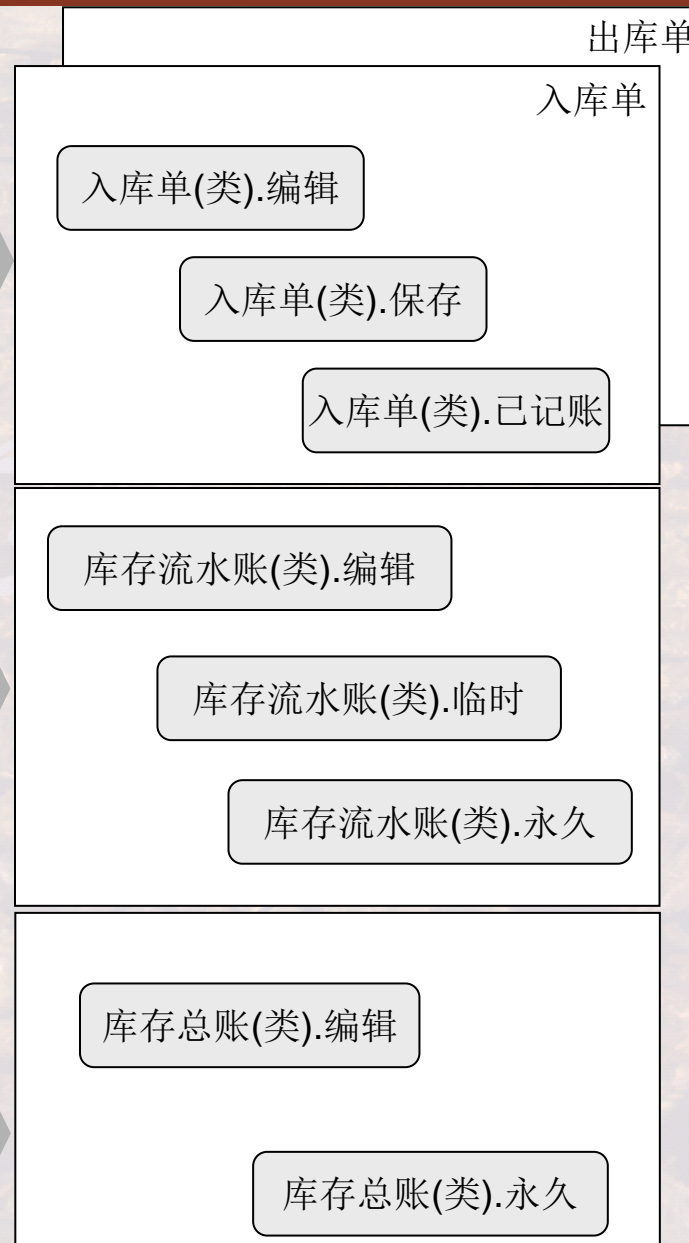 出库单
入库单
入库单(类).编辑
入库单(类).保存
入库单(类).已记账
库存流水账(类).编辑
库存流水账(类).临时
库存流水账(类).永久
库存总账(类).编辑
库存总账(类).永久